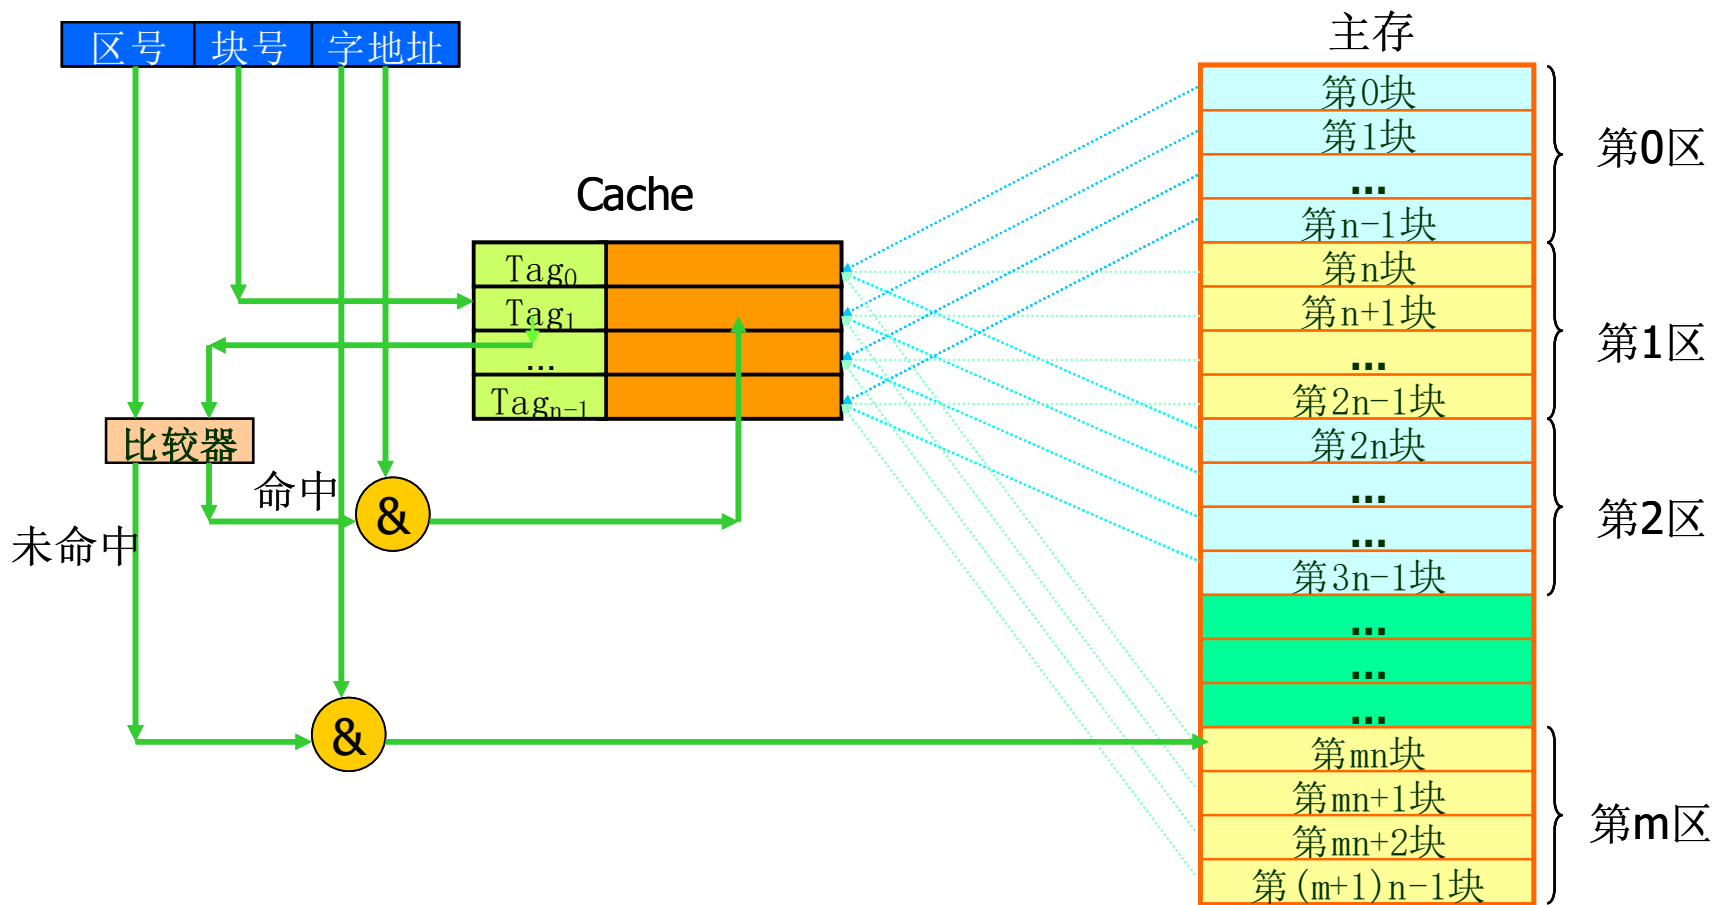 区号 块号 字地址
主存
第0块
第1块
...
第n-1块
第n块
第n+1块
...
第2n-1块
第2n块
...
...
第3n-1块
...
...
...
第mn块
第mn+1块
第mn+2块
第(m+1)n-1块
第0区
第1区
第2区
第m区
Cache
Tag0
Tag1
...
Tagn-1
比较器
命中
&
未命中
&